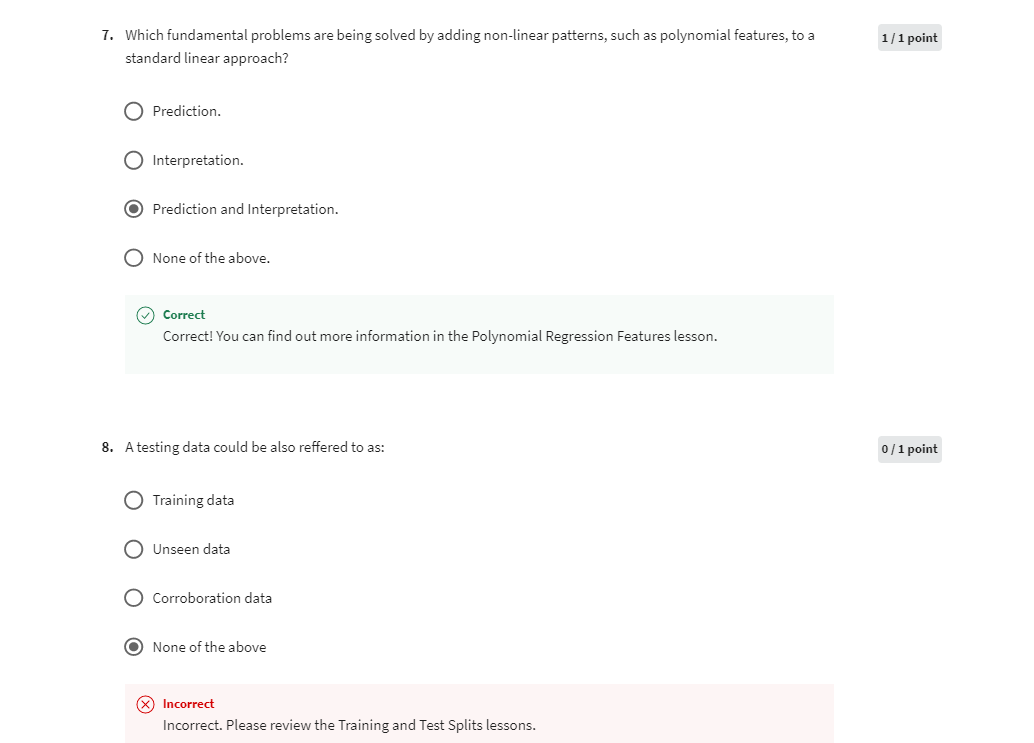 7. Which fundamental problems are being solved by adding non-linear patterns, such as polynomial features, to a
standard linear approach?
1 / 1 point
Prediction.
Interpretation.
Prediction and Interpretation.
None of the above.
Correct
Correct! You can find out more information in the Polynomial Regression Features lesson.
8. A testing data could be also reffered to as:
0 / 1 point
Training data
Unseen data
Corroboration data
None of the above
Incorrect
Incorrect. Please review the Training and Test Splits lessons.